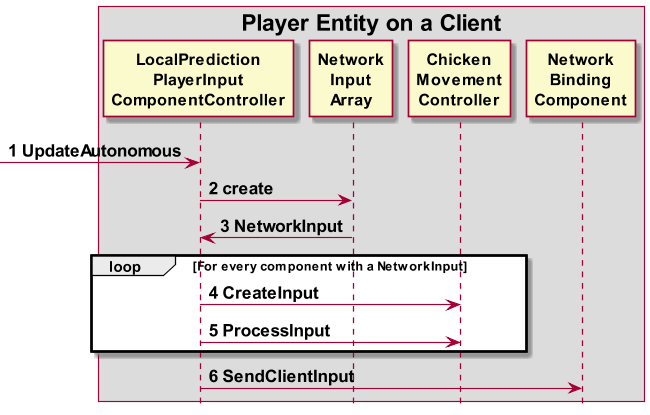 Player Entity on a Client
LocalPrediction
PlayerInput
ComponentController
Network
Input
Array
Chicken
Movement
Controller
Network
Binding
Component
1 UpdateAutonomous
2 create
3 NetworkInput
loop [For every component with a NetworkInput]
4 CreateInput
5 ProcessInput
6 SendClientInput